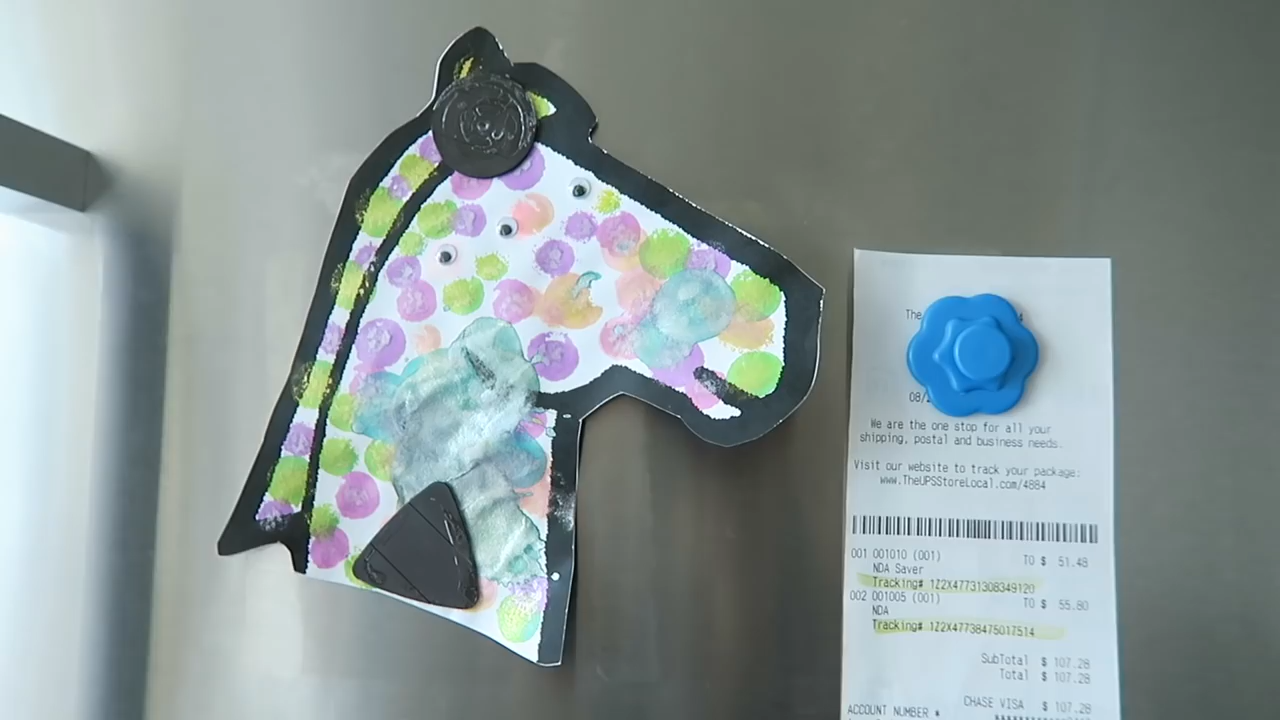 The
08/
We are the one stop for all your
shipping, postal and business needs.
Visit our website to track your package:
www.TheUPSStoreLocal.com/4884
001 001010 (001) TO $ 51.48
NDA Saver
Tracking# 1Z2X47731308349120
002 001005 (001) TO $ 55.80
NDA
Tracking# 1Z2X47738475017514
SubTotal $ 107.28
Total $ 107.28
CHASE VISA $ 107.28
ACCOUNT NUMBER *